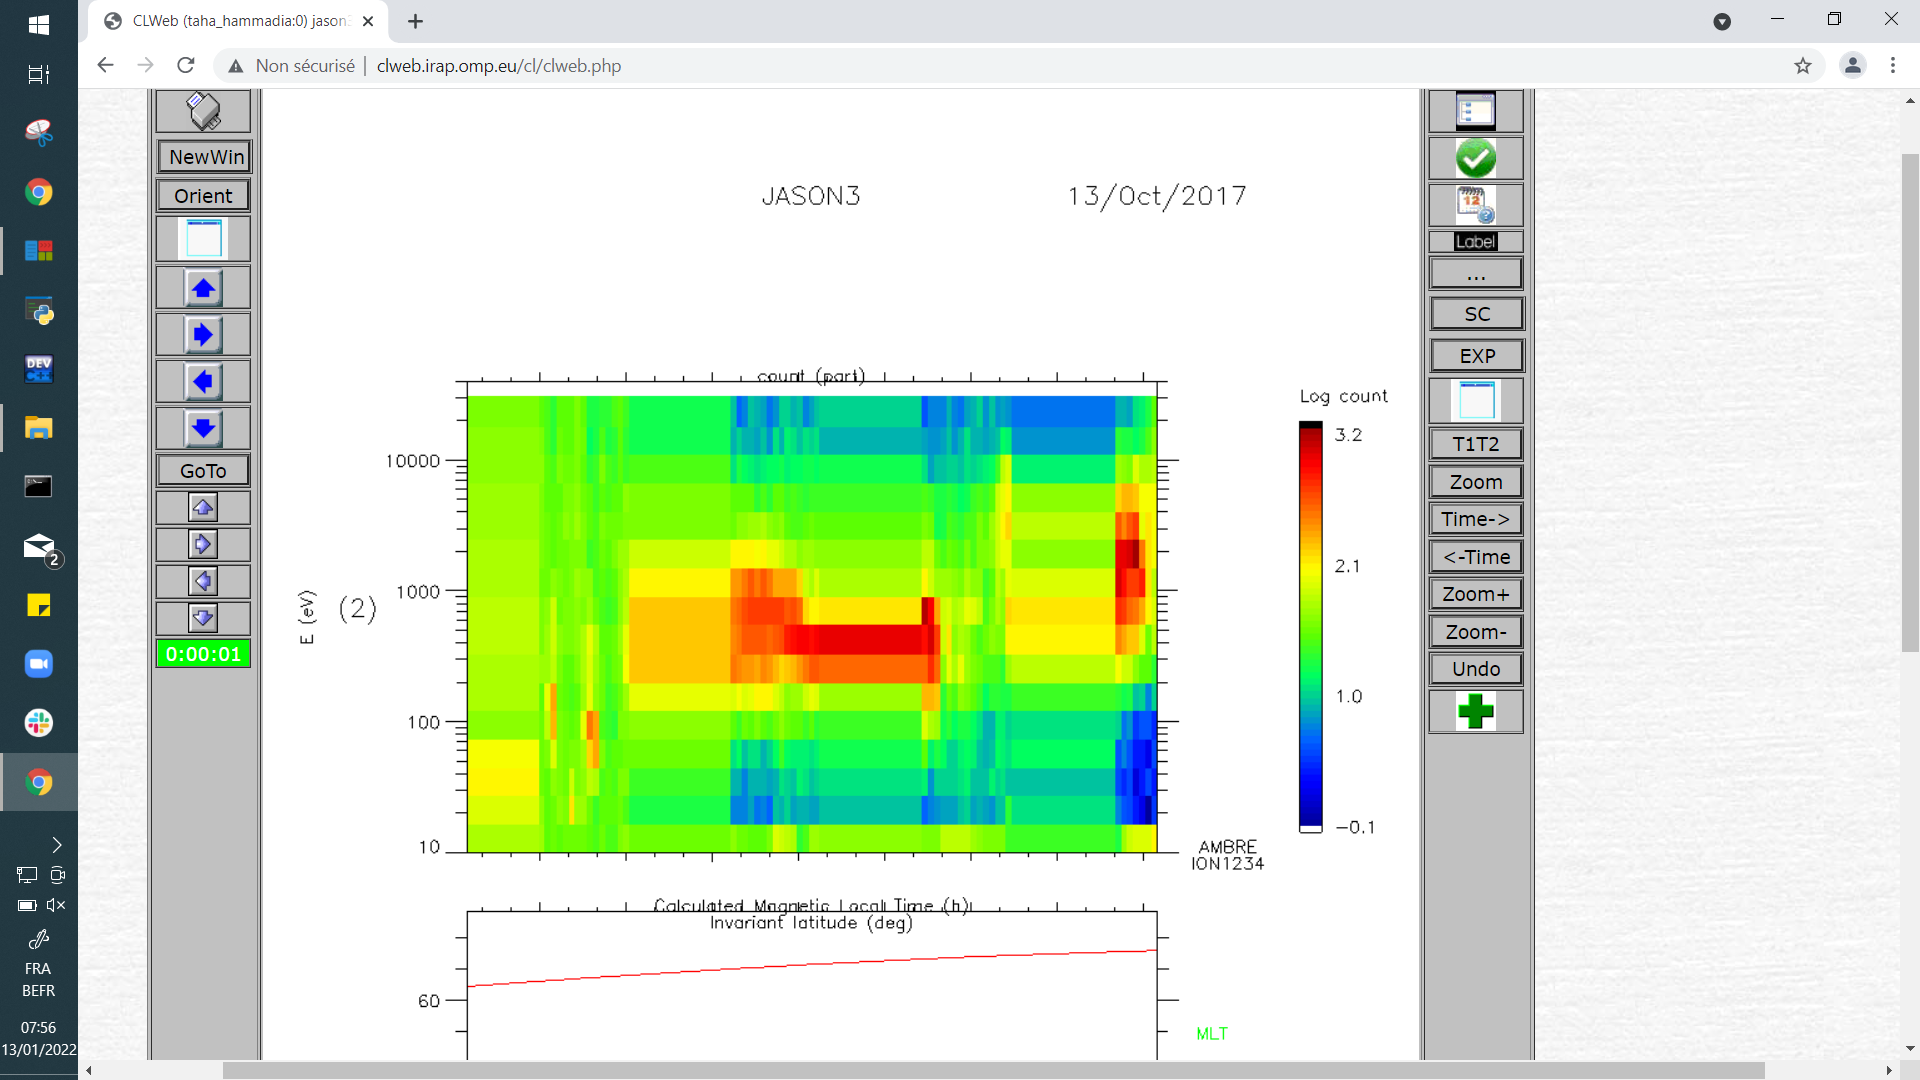 CLWeb (taha_hammadia:0) jason3
Non sécurisé
clweb.irap.omp.eu/cl/clweb.php
NewWin
Orient
GoTo
0:00:01
JASON3
13/Oct/2017
count (part)
10000
1000
100
10
E (eV)
(2)
Log count
3.2
2.1
1.0
−0.1
AMBRE
ION1234
Calculated Magnetic Local Time (h)
Invariant latitude (deg)
60
MLT
12
Label
...
SC
EXP
T1T2
Zoom
Time->
<-Time
Zoom+
Zoom-
Undo
DEV
C++
2
FRA
BEFR
07:56
13/01/2022